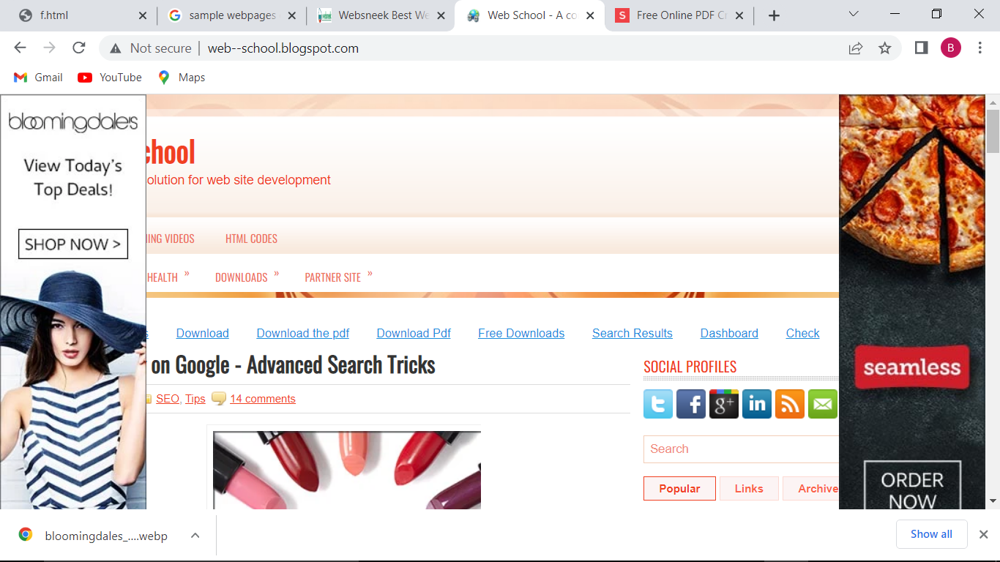 f.html
sample webpages
Websneek Best We
Web School - A co
Free Online PDF Cr
Not secure
web--school.blogspot.com
B
Gmail
YouTube
Maps
bloomingdale's
View Today's
Top Deals!
SHOP NOW >
chool
olution for web site development
ING VIDEOS
HTML CODES
HEALTH »
DOWNLOADS »
PARTNER SITE »
s
Download
Download the pdf
Download Pdf
Free Downloads
Search Results
Dashboard
Check
on Google - Advanced Search Tricks
SEO, Tips
14 comments
SOCIAL PROFILES
Search
Popular
Links
Archive
seamless
ORDER
NOW
bloomingdales_....webp
Show all